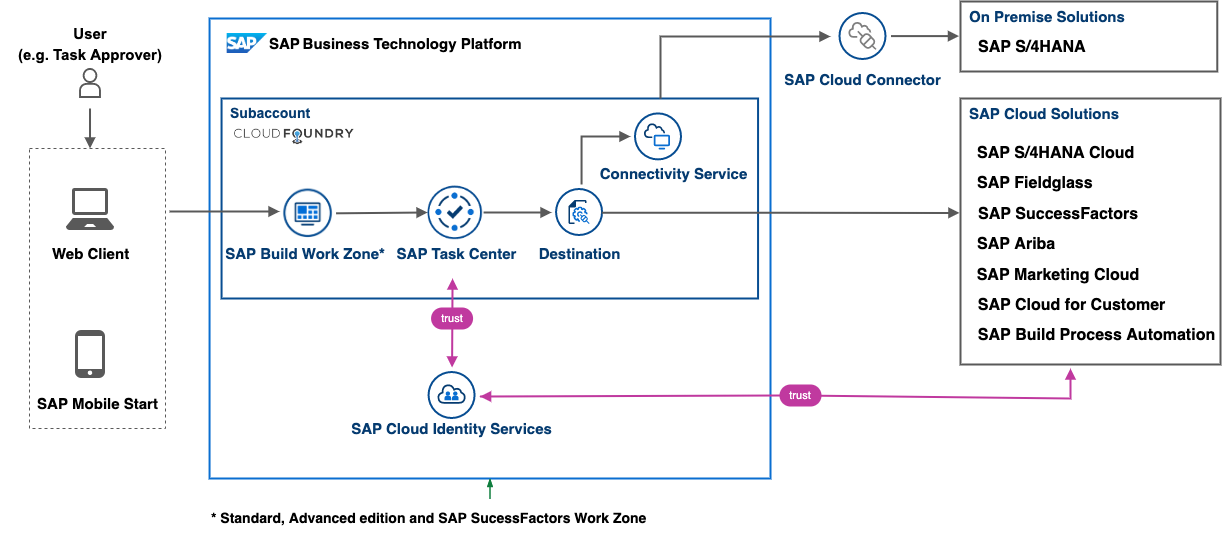 User
(e.g. Task Approver)
Web Client
SAP Mobile Start
SAP
SAP Business Technology Platform
Subaccount
CLOUD FOUNDRY
SAP Build Work Zone*
SAP Task Center
Destination
Connectivity Service
trust
SAP Cloud Identity Services
trust
SAP Cloud Connector
On Premise Solutions
SAP S/4HANA
SAP Cloud Solutions
SAP S/4HANA Cloud
SAP Fieldglass
SAP SuccessFactors
SAP Ariba
SAP Marketing Cloud
SAP Cloud for Customer
SAP Build Process Automation
* Standard, Advanced edition and SAP SucessFactors Work Zone